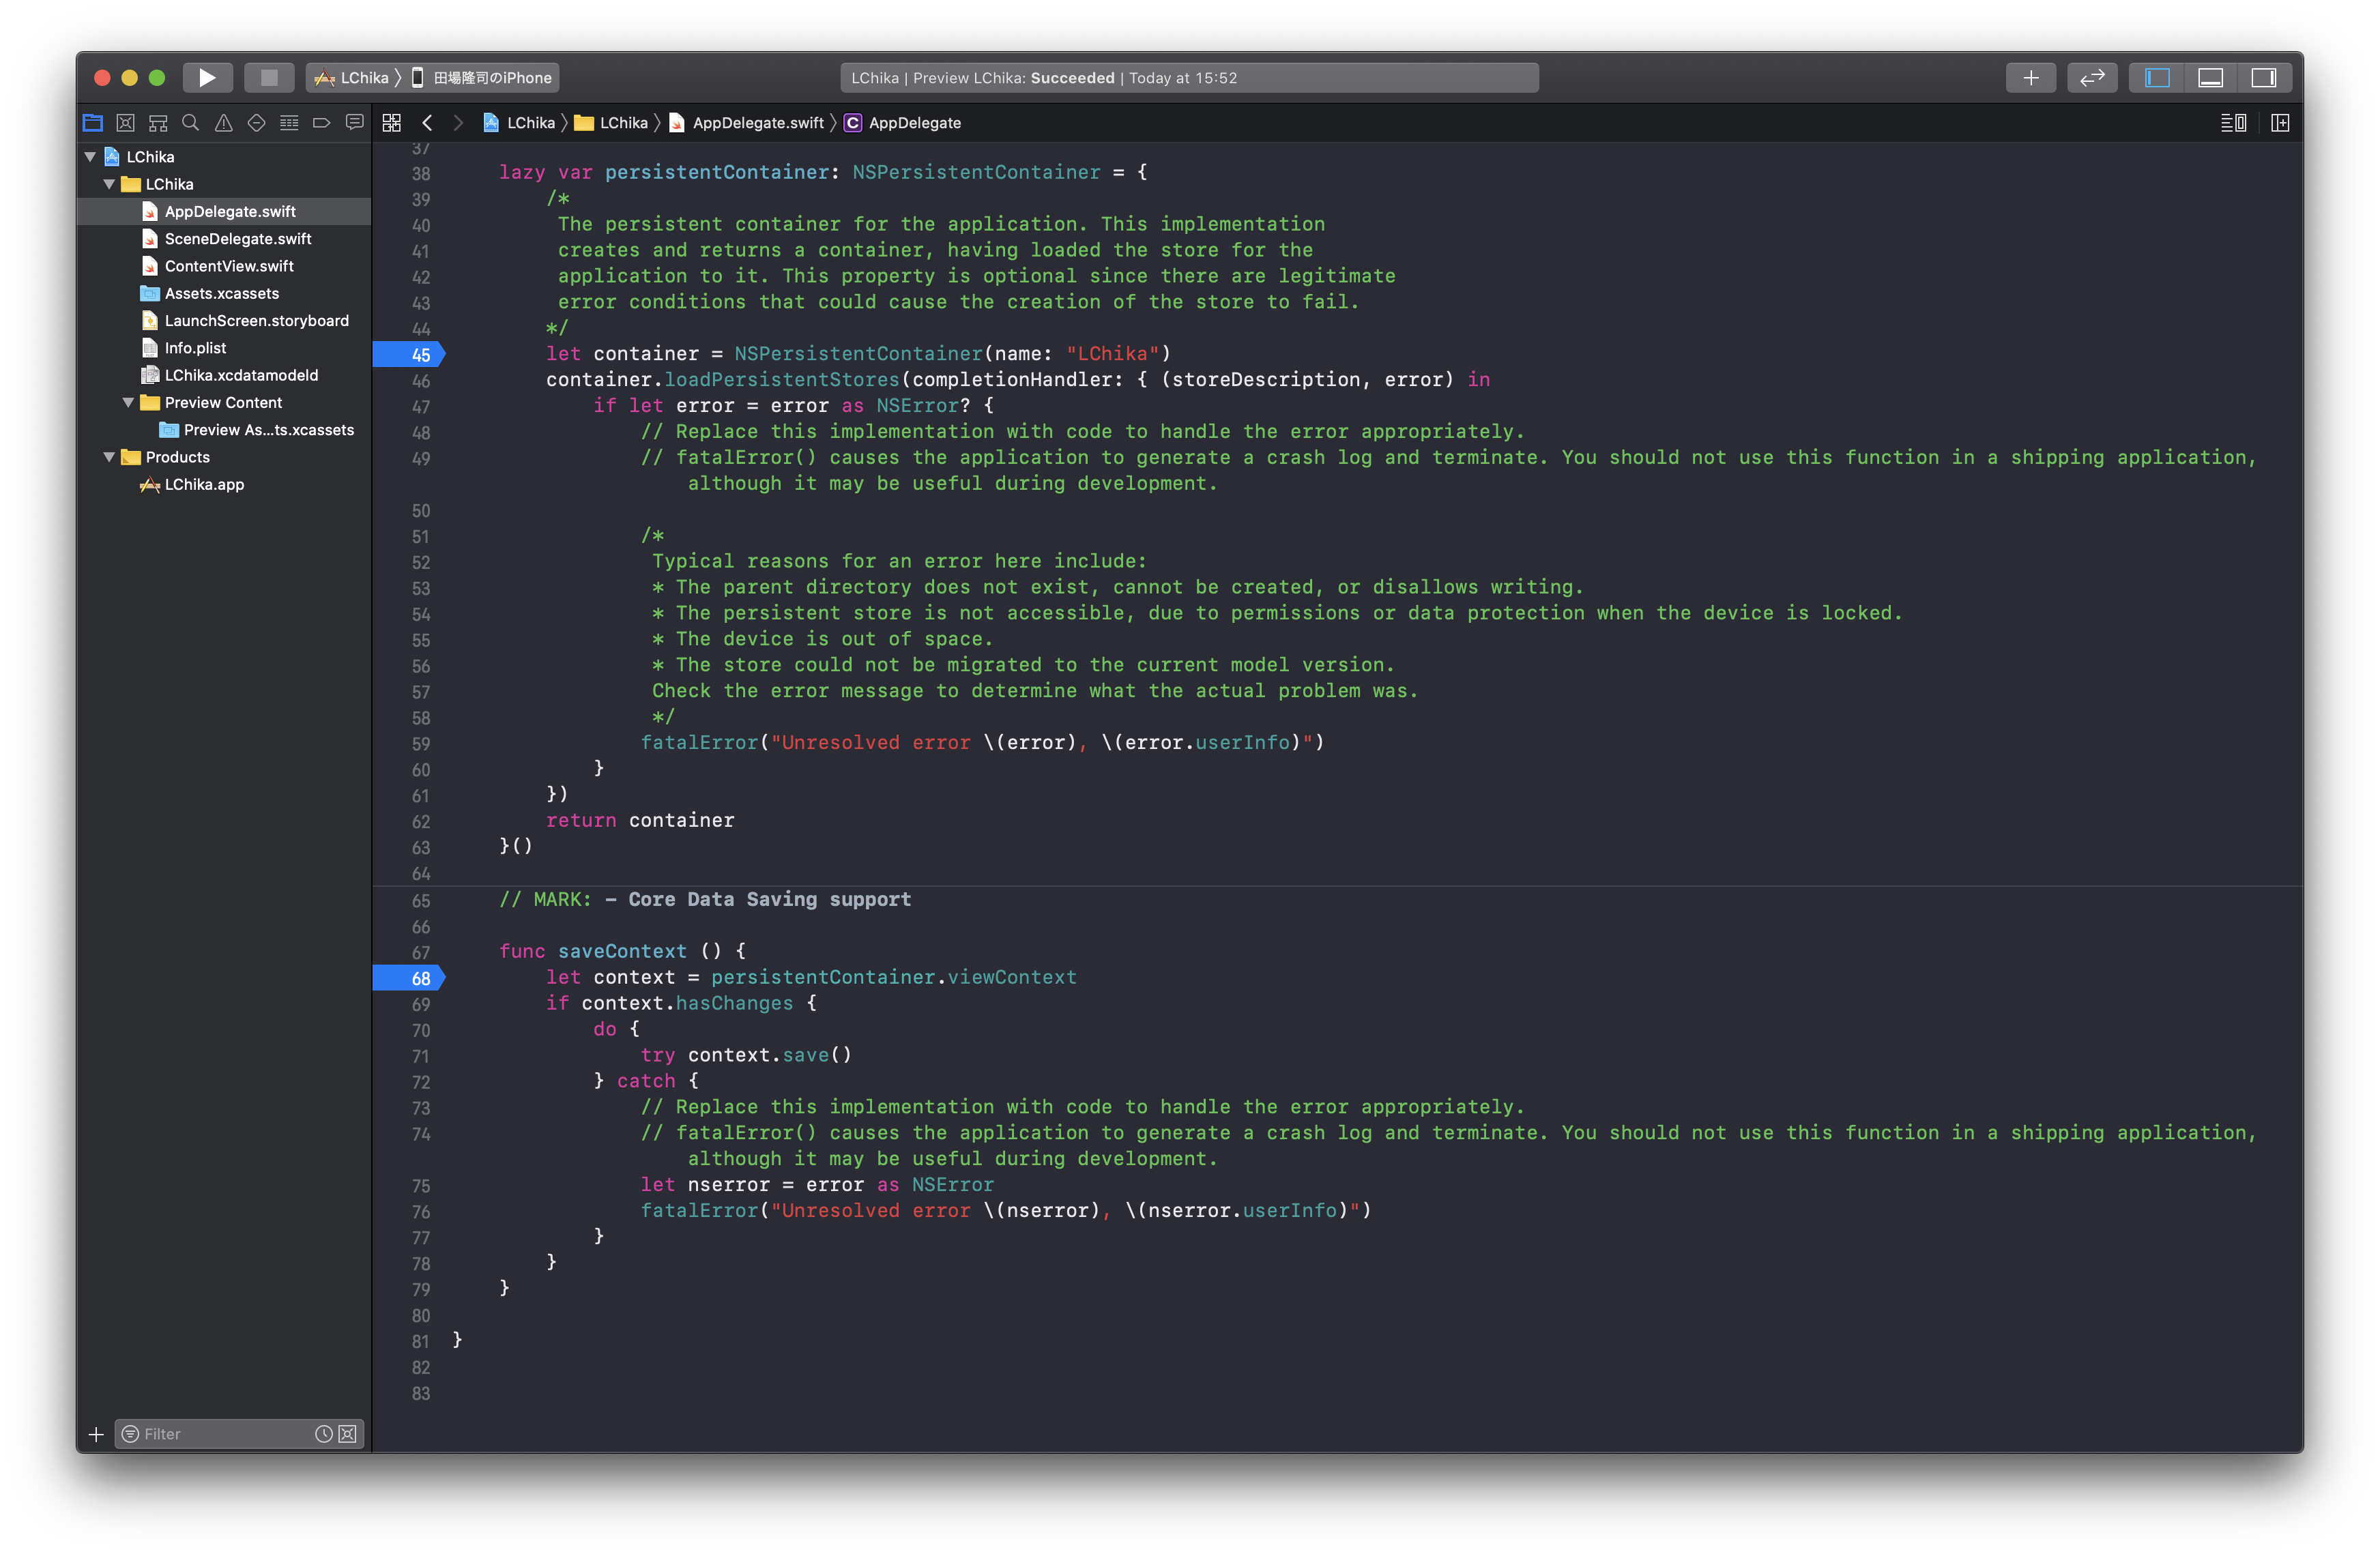 LChika 〉 田場隆司のiPhone
LChika | Preview LChika: Succeeded | Today at 15:52
LChika 〉 LChika 〉 AppDelegate.swift 〉 C AppDelegate
LChika
LChika
AppDelegate.swift
SceneDelegate.swift
ContentView.swift
Assets.xcassets
LaunchScreen.storyboard
Info.plist
LChika.xcdatamodeld
Preview Content
Preview As...ts.xcassets
Products
LChika.app
Filter
37
38 lazy var persistentContainer: NSPersistentContainer = {
39 /*
40 The persistent container for the application. This implementation
41 creates and returns a container, having loaded the store for the
42 application to it. This property is optional since there are legitimate
43 error conditions that could cause the creation of the store to fail.
44 */
45 let container = NSPersistentContainer(name: "LChika")
46 container.loadPersistentStores(completionHandler: { (storeDescription, error) in
47 if let error = error as NSError? {
48 // Replace this implementation with code to handle the error appropriately.
49 // fatalError() causes the application to generate a crash log and terminate. You should not use this function in a shipping application,
although it may be useful during development.
50
51 /*
52 Typical reasons for an error here include:
53 * The parent directory does not exist, cannot be created, or disallows writing.
54 * The persistent store is not accessible, due to permissions or data protection when the device is locked.
55 * The device is out of space.
56 * The store could not be migrated to the current model version.
57 Check the error message to determine what the actual problem was.
58 */
59 fatalError("Unresolved error \(error), \(error.userInfo)")
60 }
61 })
62 return container
63 }()
64
65 // MARK: - Core Data Saving support
66
67 func saveContext () {
68 let context = persistentContainer.viewContext
69 if context.hasChanges {
70 do {
71 try context.save()
72 } catch {
73 // Replace this implementation with code to handle the error appropriately.
74 // fatalError() causes the application to generate a crash log and terminate. You should not use this function in a shipping application,
although it may be useful during development.
75 let nserror = error as NSError
76 fatalError("Unresolved error \(nserror), \(nserror.userInfo)")
77 }
78 }
79 }
80
81 }
82
83